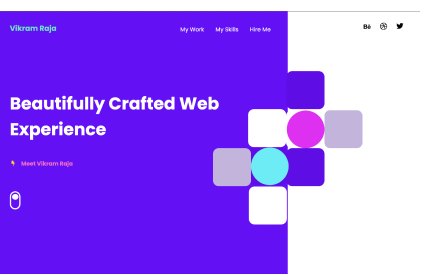 Vikram Raja
My Work My Skills Hire Me
Bē
Beautifully Crafted Web
Experience
Meet Vikram Raja